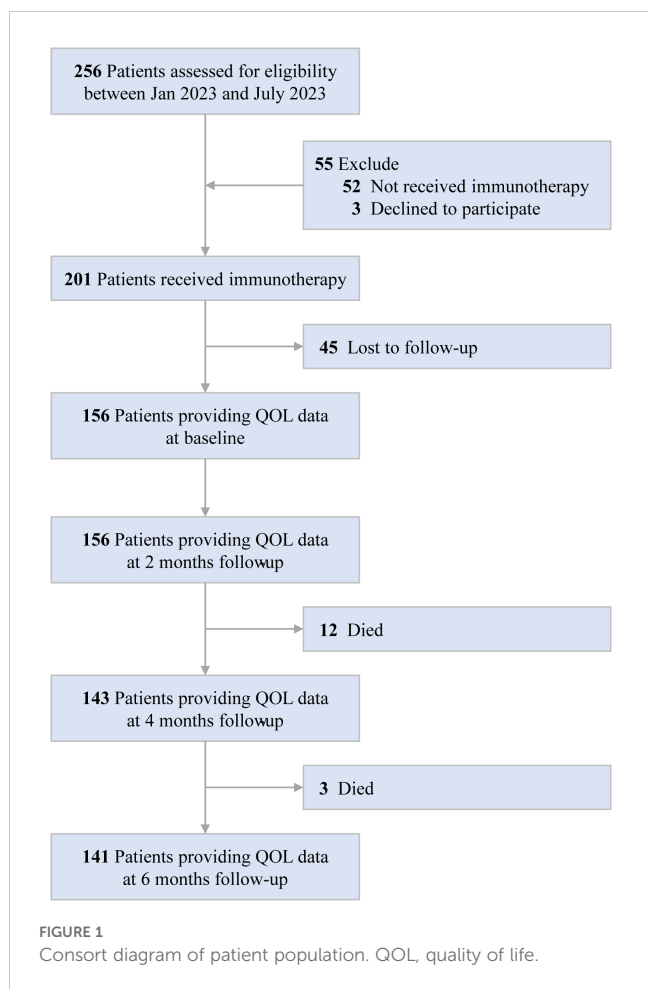 256 Patients assessed for eligibility
between Jan 2023 and July 2023
55 Exclude
52 Not received immunotherapy
3 Declined to participate
201 Patients received immunotherapy
45 Lost to follow-up
156 Patients providing QOL data
at baseline
156 Patients providing QOL data
at 2 months follow-up
12 Died
143 Patients providing QOL data
at 4 months follow-up
3 Died
141 Patients providing QOL data
at 6 months follow-up
FIGURE 1
Consort diagram of patient population. QOL, quality of life.